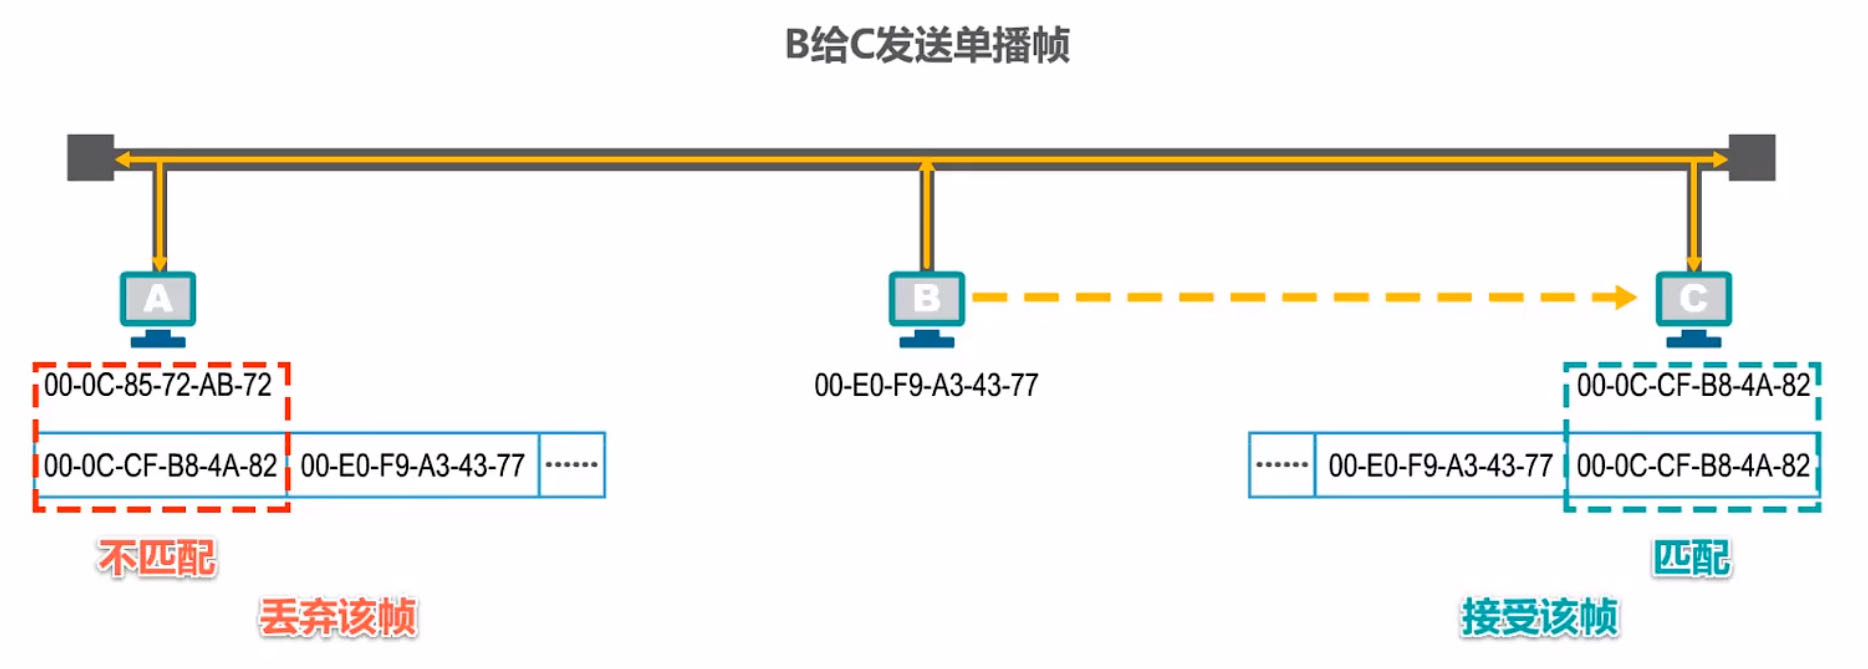 B给C发送单播帧
A
B
C
00-0C-85-72-AB-72
00-E0-F9-A3-43-77
00-0C-CF-B8-4A-82
00-0C-CF-B8-4A-82 00-E0-F9-A3-43-77 ······
······ 00-E0-F9-A3-43-77 00-0C-CF-B8-4A-82
不匹配
匹配
丢弃该帧
接受该帧